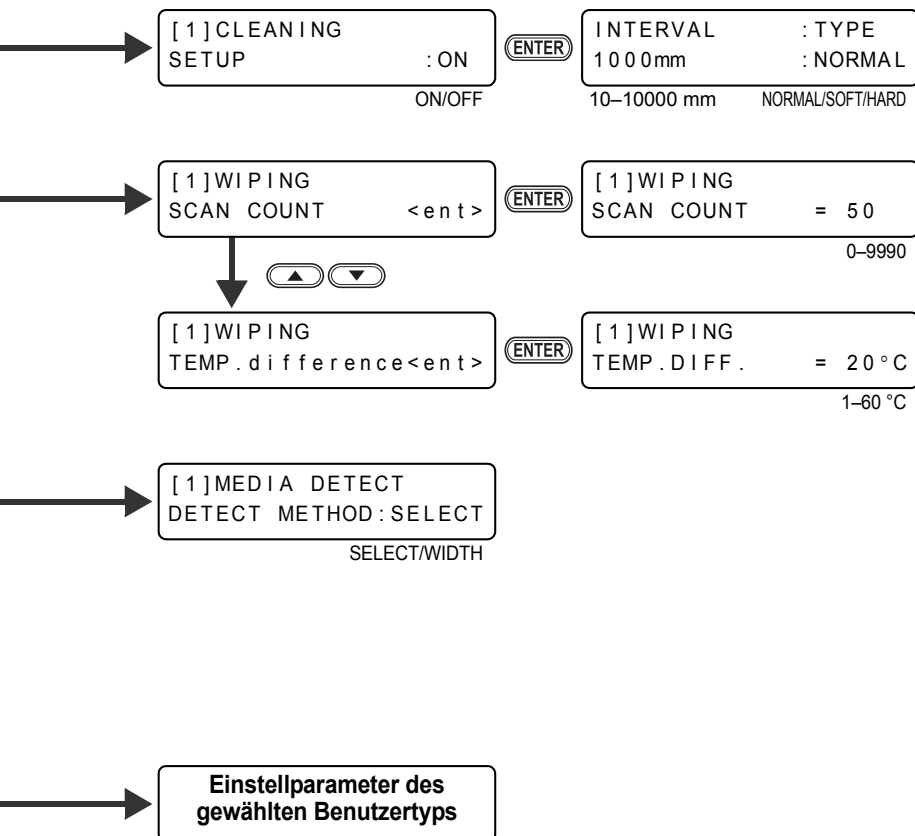 [1]CLEANING
SETUP :ON
ON/OFF
ENTER
INTERVAL :TYPE
1000mm :NORMAL
10–10000 mm NORMAL/SOFT/HARD
[1]WIPING
SCAN COUNT <ent>
ENTER
[1]WIPING
SCAN COUNT = 50
0–9990
[1]WIPING
TEMP.difference<ent>
ENTER
[1]WIPING
TEMP.DIFF. = 20°C
1–60 °C
[1]MEDIA DETECT
DETECT METHOD:SELECT
SELECT/WIDTH
Einstellparameter des
gewählten Benutzertyps